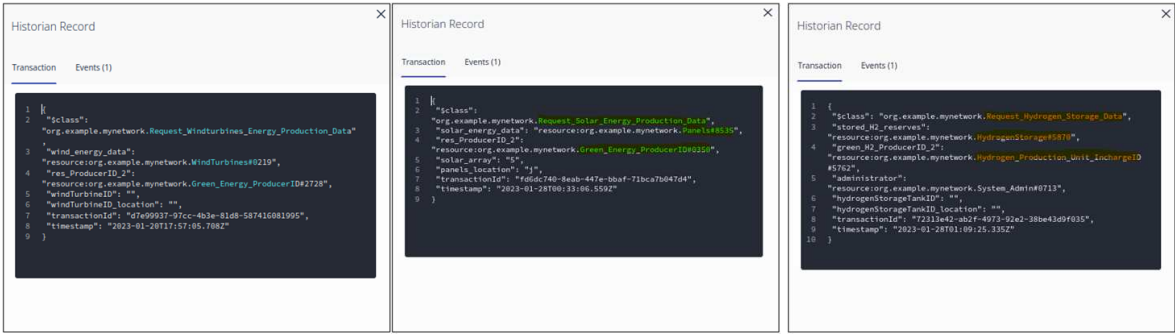 Historian Record
Transaction Events (1)
1 {
2 "$class":
"org.example.mynetwork.Request_Windturbines_Energy_Production_Data"
,
3 "wind_energy_data":
"resource:org.example.mynetwork.WindTurbines#0219",
4 "res_ProducerID_2":
"resource:org.example.mynetwork.Green_Energy_ProducerID#2728",
5 "windTurbineID": "",
6 "windTurbineID_location": "",
7 "transactionId": "d7e99937-97cc-4b3e-81d8-587416081995",
8 "timestamp": "2023-01-20T17:57:05.708Z"
9 }
Historian Record
Transaction Events (1)
1 {
2 "$class":
"org.example.mynetwork.Request_Solar_Energy_Production_Data",
3 "solar_energy_data": "resource:org.example.mynetwork.Panels#8535",
4 "res_ProducerID_2":
"resource:org.example.mynetwork.Green_Energy_ProducerID#0350",
5 "solar_array": "5",
6 "panels_location": "j",
7 "transactionId": "fd6dc740-8eab-447e-bbaf-71bca7b047d4",
8 "timestamp": "2023-01-28T00:33:06.559Z"
9 }
Historian Record
Transaction Events (1)
1 {
2 "$class": "org.example.mynetwork.Request_Hydrogen_Storage_Data",
3 "stored_H2_reserves":
"resource:org.example.mynetwork.HydrogenStorage#5870",
4 "green_H2_ProducerID_2":
"resource:org.example.mynetwork.Hydrogen_Production_Unit_InchargeID
#5762",
5 "administrator":
"resource:org.example.mynetwork.System_Admin#0713",
6 "hydrogenStorageTankID": "",
7 "hydrogenStorageTankID_location": "",
8 "transactionId": "72313e42-ab2f-4973-92e2-38be43d9f035",
9 "timestamp": "2023-01-28T01:09:25.335Z"
10 }